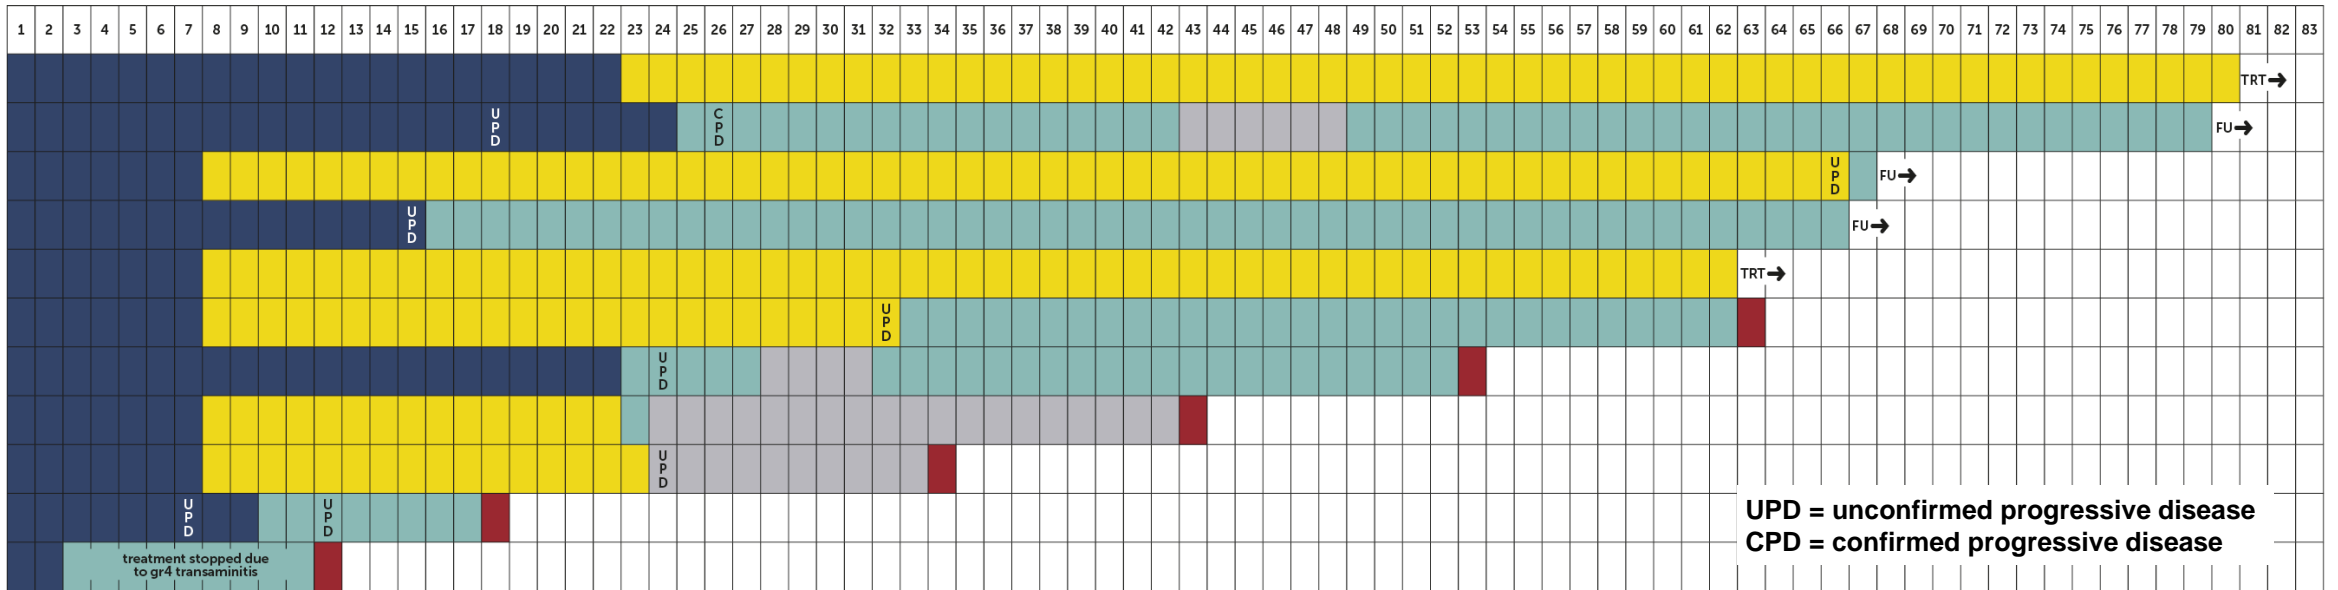 1 2 3 4 5 6 7 8 9 10 11 12 13 14 15 16 17 18 19 20 21 22 23 24 25 26 27 28 29 30 31 32 33 34 35 36 37 38 39 40 41 42 43 44 45 46 47 48 49 50 51 52 53 54 55 56 57 58 59 60 61 62 63 64 65 66 67 68 69 70 71 72 73 74 75 76 77 78 79 80 81 82 83
TRT➔
UPD CPD FU➔
UPD FU➔
UPD FU➔
TRT➔
UPD
UPD
UPD
UPD UPD
treatment stopped due
to gr4 transaminitis
UPD = unconfirmed progressive disease
CPD = confirmed progressive disease